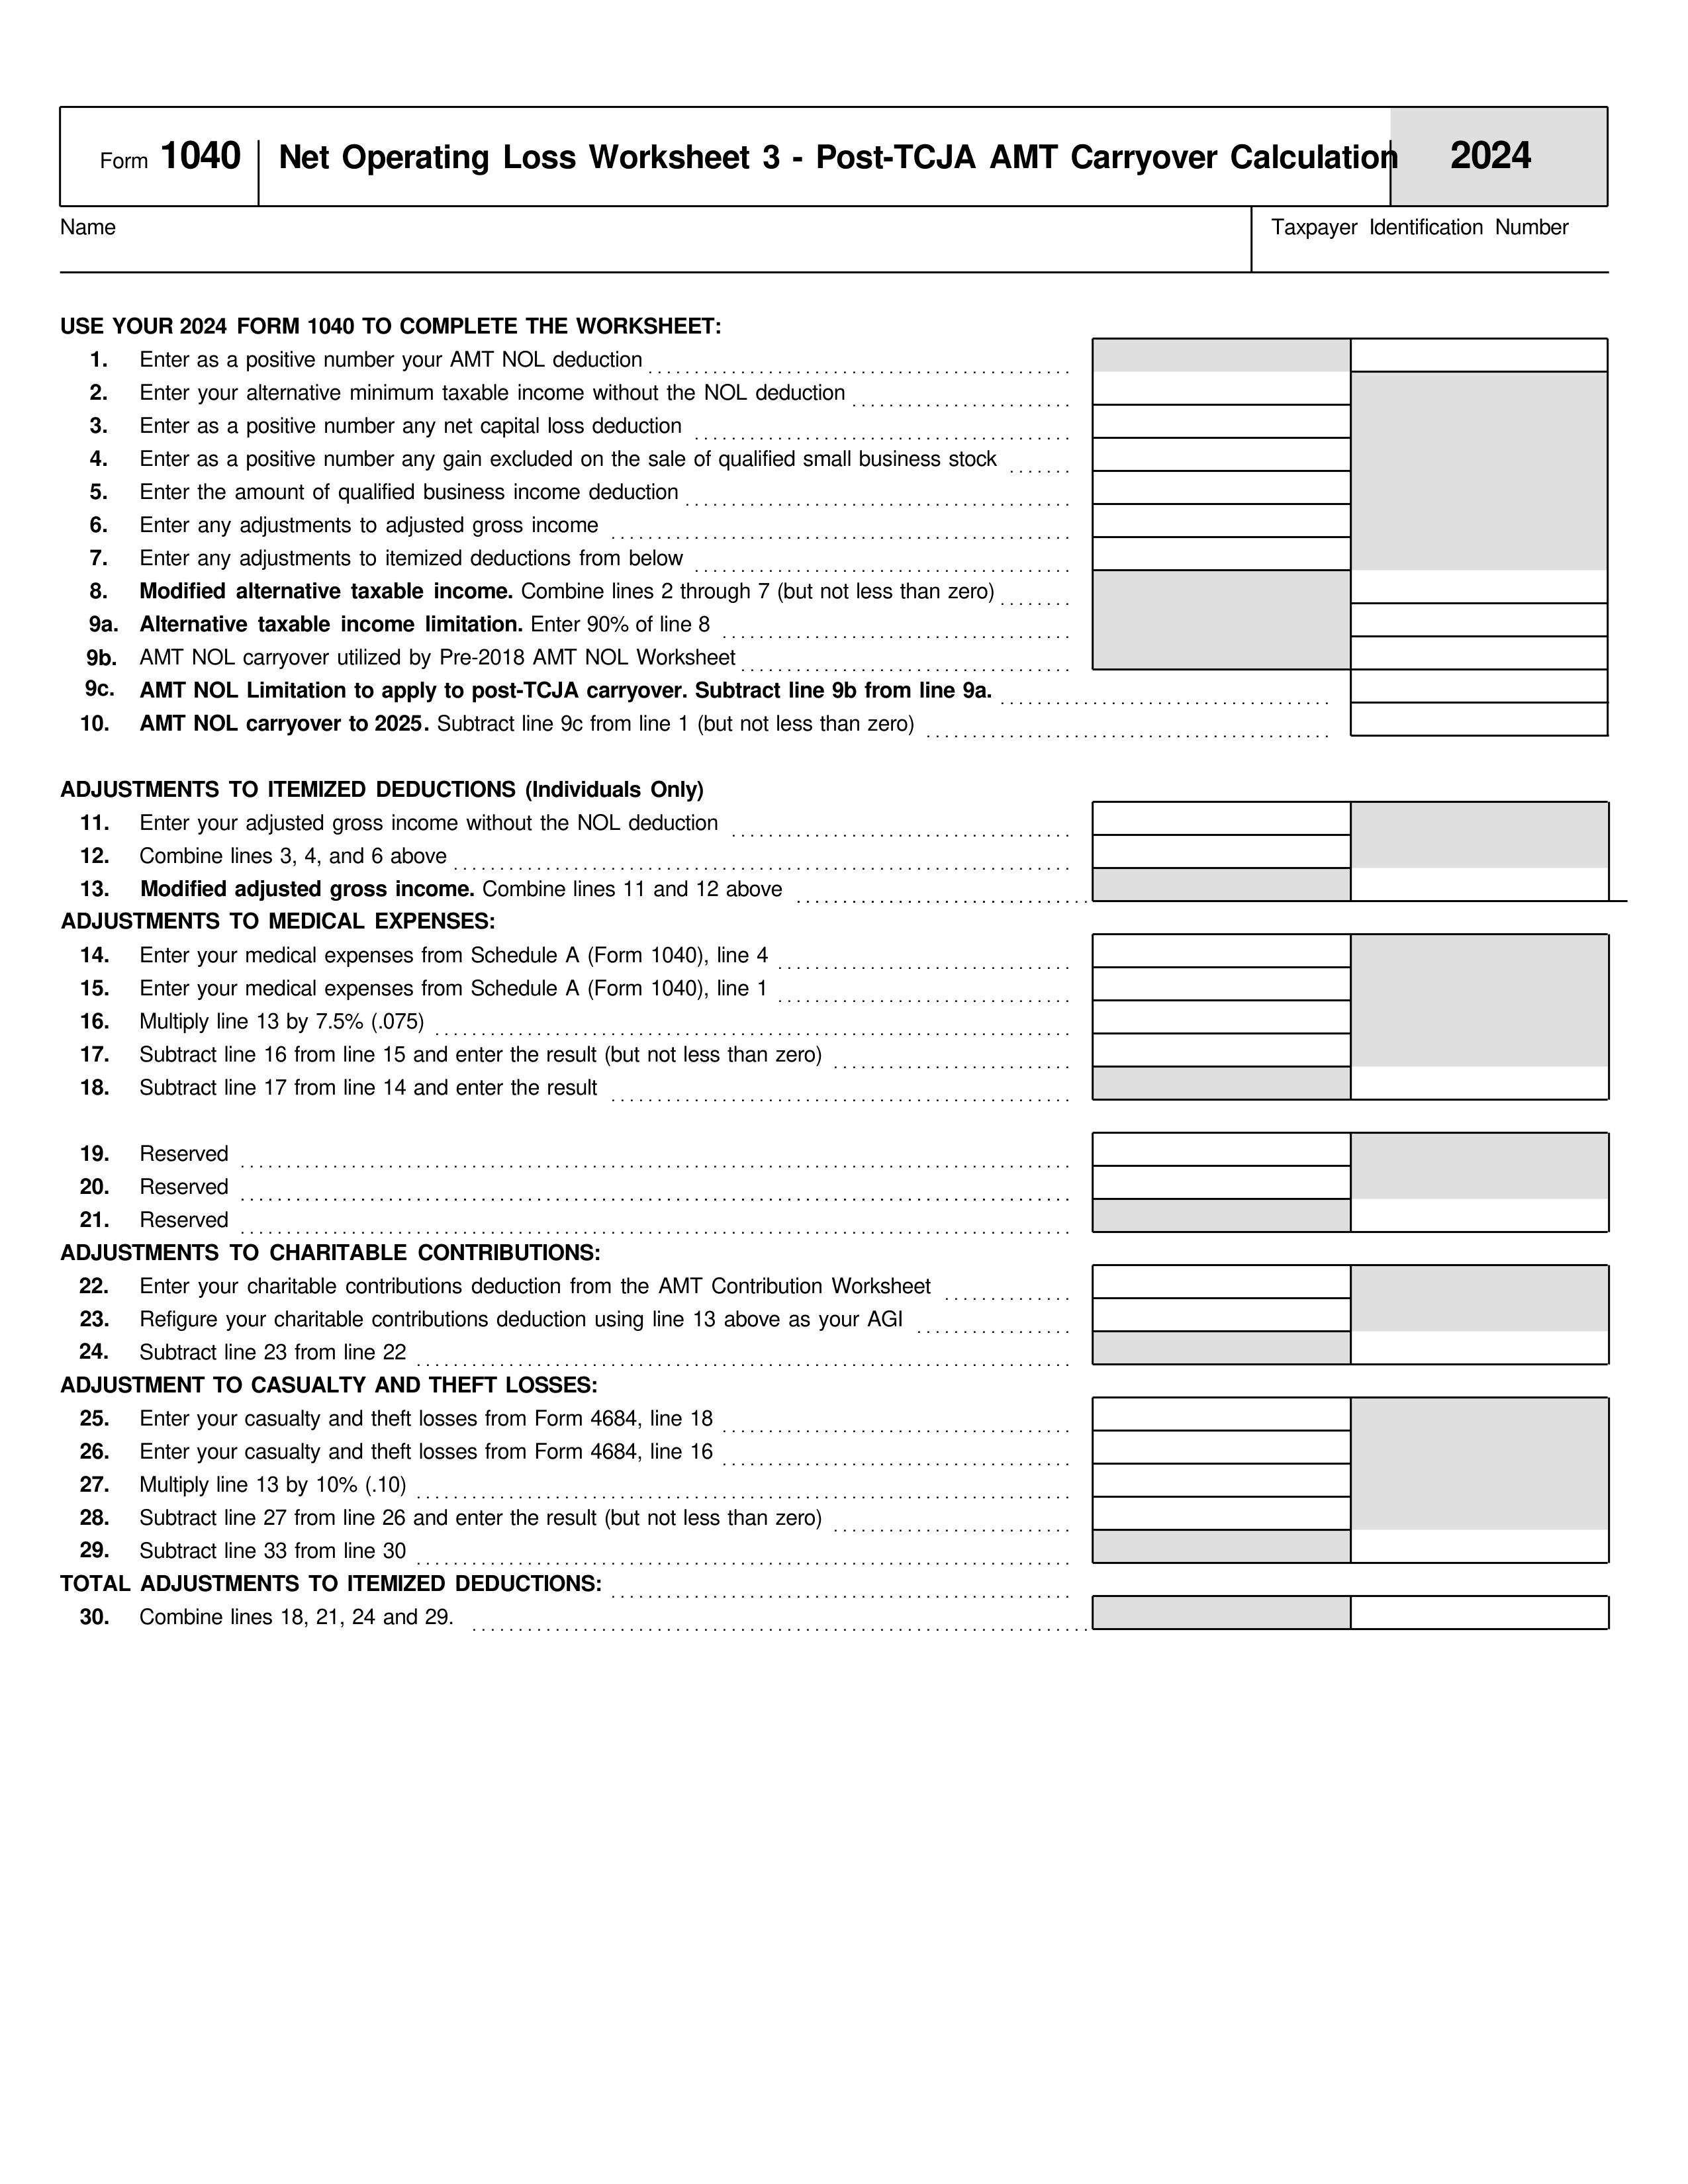 Form 1040 Net Operating Loss Worksheet 3 - Post-TCJA AMT Carryover Calculation 2024
Name Taxpayer Identification Number
USE YOUR 2024 FORM 1040 TO COMPLETE THE WORKSHEET:
1. Enter as a positive number your AMT NOL deduction
2. Enter your alternative minimum taxable income without the NOL deduction
3. Enter as a positive number any net capital loss deduction
4. Enter as a positive number any gain excluded on the sale of qualified small business stock
5. Enter the amount of qualified business income deduction
6. Enter any adjustments to adjusted gross income
7. Enter any adjustments to itemized deductions from below
8. Modified alternative taxable income. Combine lines 2 through 7 (but not less than zero)
9a. Alternative taxable income limitation. Enter 90% of line 8
9b. AMT NOL carryover utilized by Pre-2018 AMT NOL Worksheet
9c. AMT NOL Limitation to apply to post-TCJA carryover. Subtract line 9b from line 9a.
10. AMT NOL carryover to 2025. Subtract line 9c from line 1 (but not less than zero)
ADJUSTMENTS TO ITEMIZED DEDUCTIONS (Individuals Only)
11. Enter your adjusted gross income without the NOL deduction
12. Combine lines 3, 4, and 6 above
13. Modified adjusted gross income. Combine lines 11 and 12 above
ADJUSTMENTS TO MEDICAL EXPENSES:
14. Enter your medical expenses from Schedule A (Form 1040), line 4
15. Enter your medical expenses from Schedule A (Form 1040), line 1
16. Multiply line 13 by 7.5% (.075)
17. Subtract line 16 from line 15 and enter the result (but not less than zero)
18. Subtract line 17 from line 14 and enter the result
19. Reserved
20. Reserved
21. Reserved
ADJUSTMENTS TO CHARITABLE CONTRIBUTIONS:
22. Enter your charitable contributions deduction from the AMT Contribution Worksheet
23. Refigure your charitable contributions deduction using line 13 above as your AGI
24. Subtract line 23 from line 22
ADJUSTMENT TO CASUALTY AND THEFT LOSSES:
25. Enter your casualty and theft losses from Form 4684, line 18
26. Enter your casualty and theft losses from Form 4684, line 16
27. Multiply line 13 by 10% (.10)
28. Subtract line 27 from line 26 and enter the result (but not less than zero)
29. Subtract line 33 from line 30
TOTAL ADJUSTMENTS TO ITEMIZED DEDUCTIONS:
30. Combine lines 18, 21, 24 and 29.